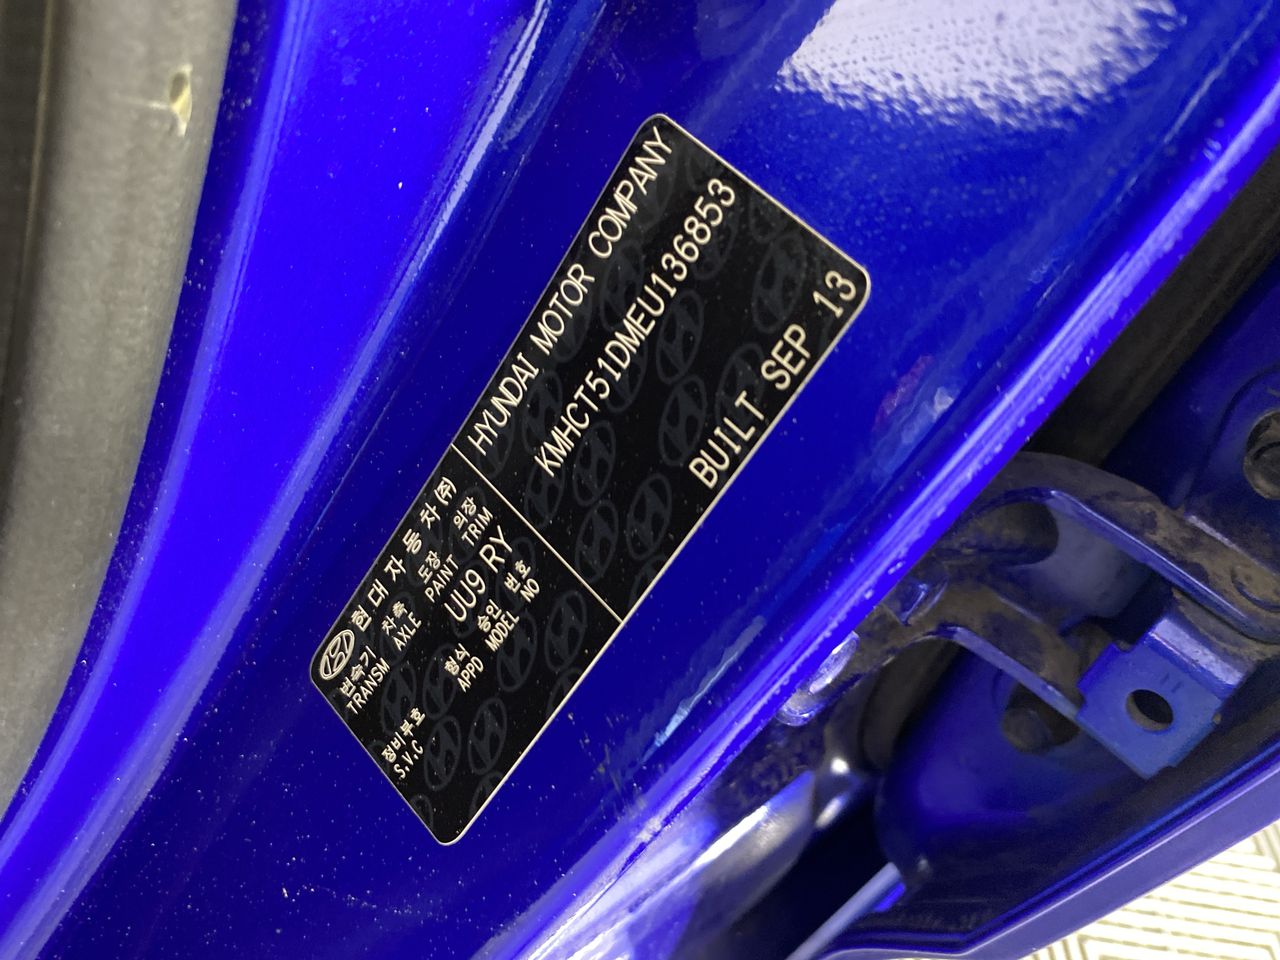 현대자동차(주)
변속기 차축 도장 의장
TRANSM AXLE PAINT TRIM
UU9 RY
정비부호 형식 승인 번호
S.V.C APPD MODEL NO
HYUNDAI MOTOR COMPANY
KMHCT51DMEU136853
BUILT SEP 13